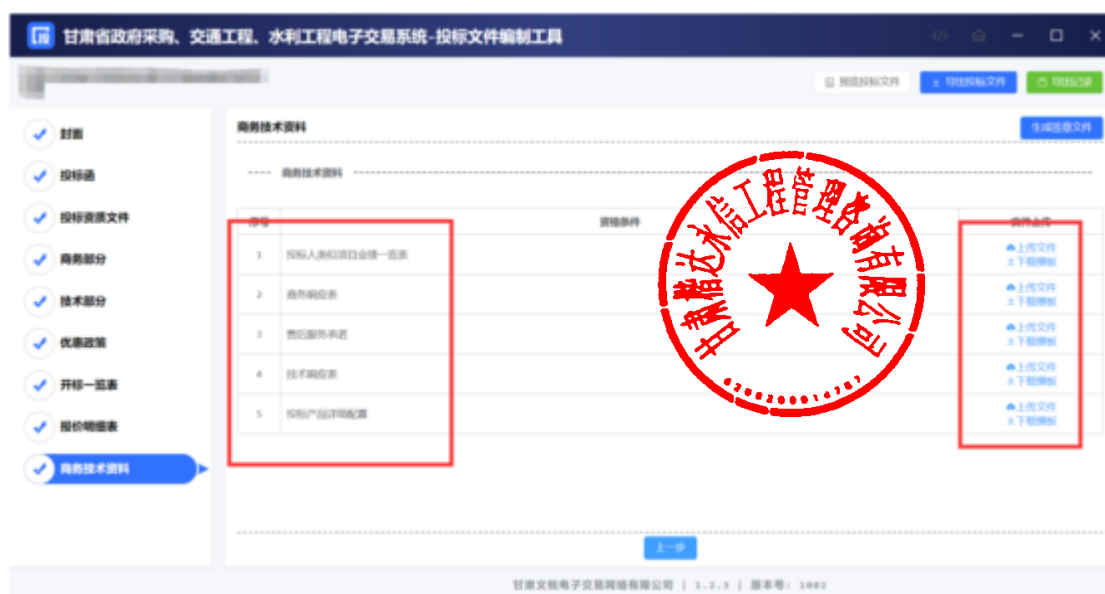 甘肃省政府采购、交通工程、水利工程电子交易系统-投标文件编制工具
预览投标文件
导出投标文件
导出记录
封面
投标函
投标资质文件
商务部分
技术部分
优惠政策
开标一览表
报价明细表
商务技术资料
商务技术资料
生成签章文件
商务技术资料
序号 资格条件 文件上传
1 投标人类似项目业绩一览表 上传文件
下载模板
2 商务响应表 上传文件
下载模板
3 售后服务承诺 上传文件
下载模板
4 技术响应表 上传文件
下载模板
5 投标产品详细配置 上传文件
下载模板
上一步
永信工程管理咨询有限公司
甘肃文锐电子交易网络有限公司 | 1.2.3 | 版本号: 1002